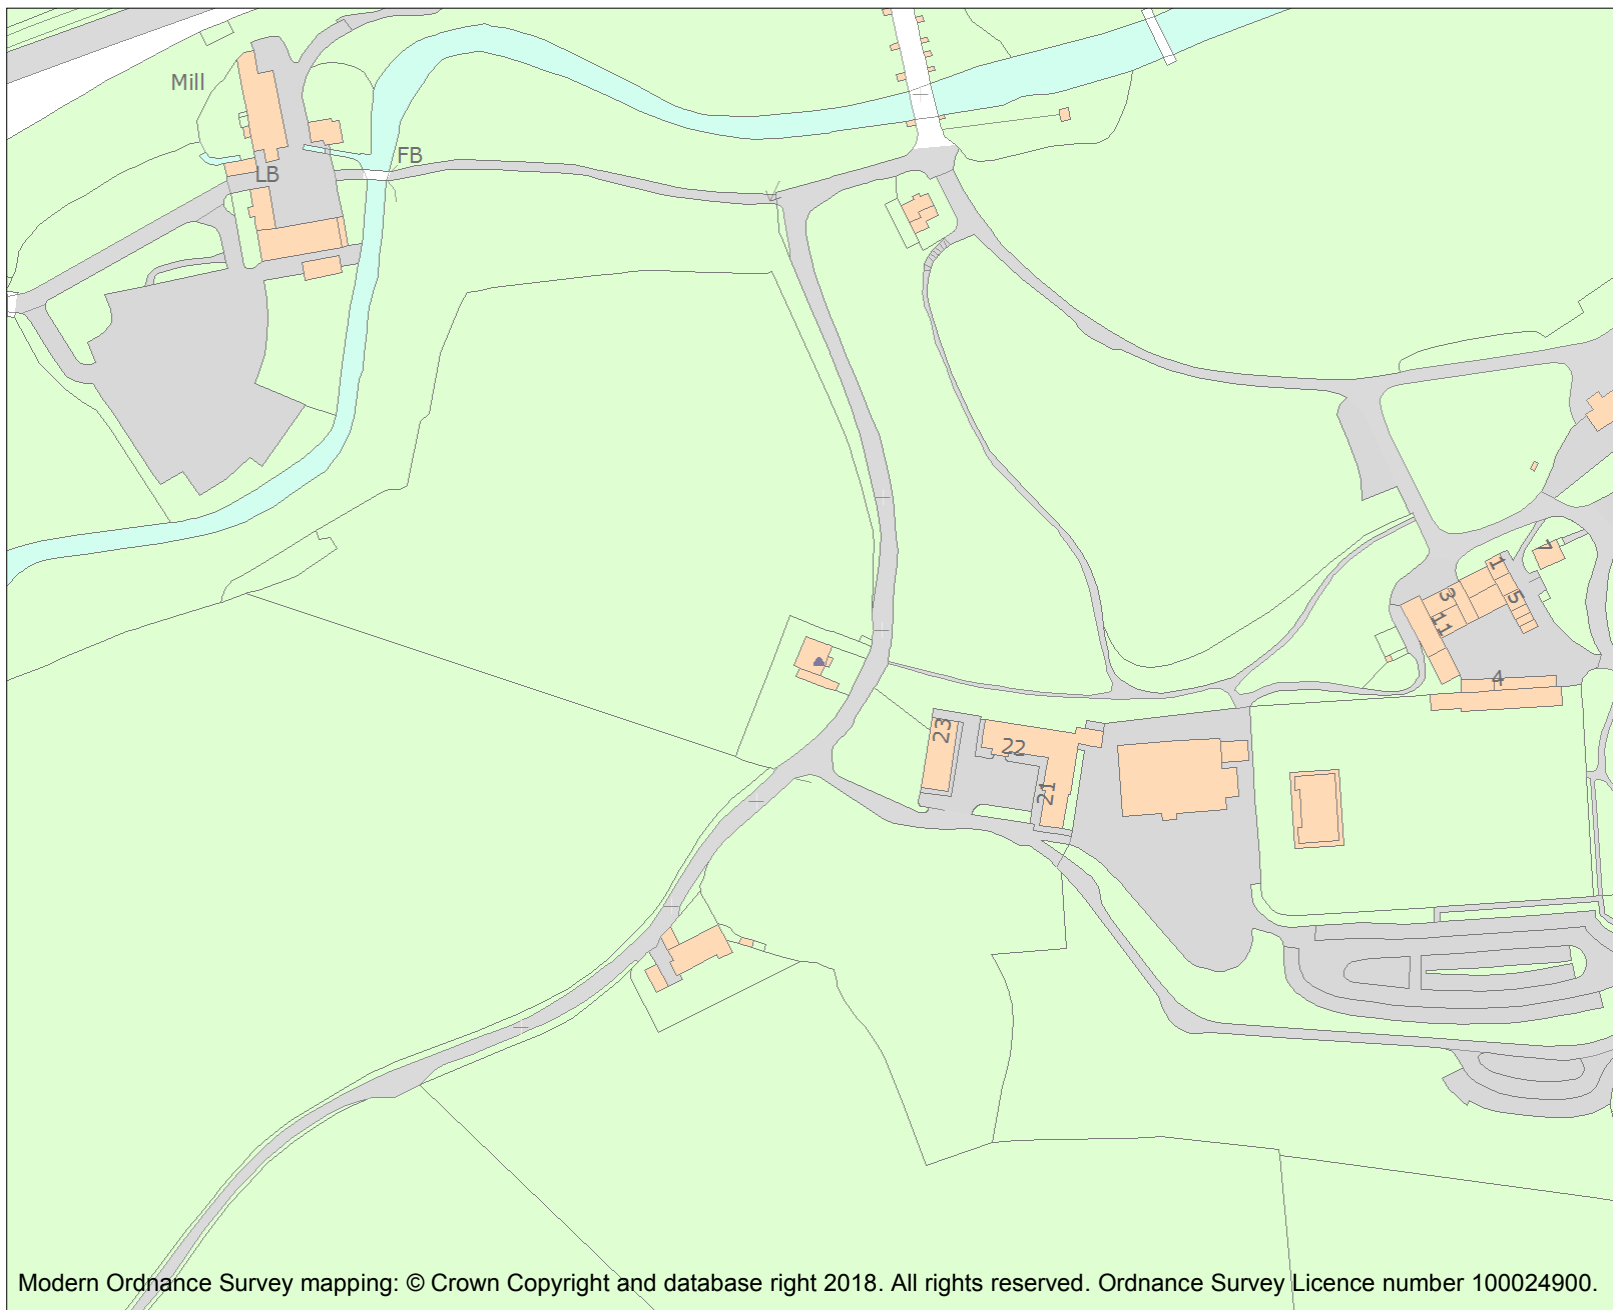 Mill
FB
LB
7
1
3
5
11
4
23
22
21
Modern Ordnance Survey mapping: © Crown Copyright and database right 2018. All rights reserved. Ordnance Survey Licence number 100024900.